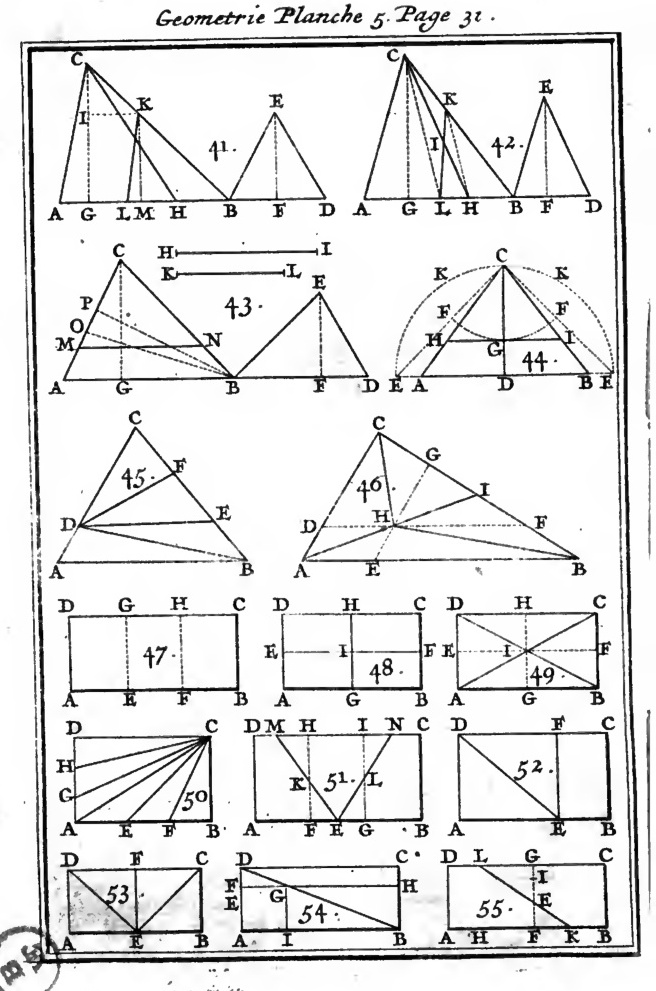 Geometrie Planche 5. Page 31.
C K I E 41. A G L M H B F D
C K I E 42. A G L H B F D
H I K L C P O M N E 43. A G B F D
C K K F F H G I 44. E A D B E
C F 45. D E A B
C G 46. I D H F A E B
D G H C 47. A E F B
D H C E I F 48. A G B
D H C E I F 49. A G B
D C H G 50 A E F B
D M H I N C K 51. L A F E G B
D F C 52. A E B
D F C 53. A E B
D C F H E G 54. A I B
D L G C I E 55. A H F K B